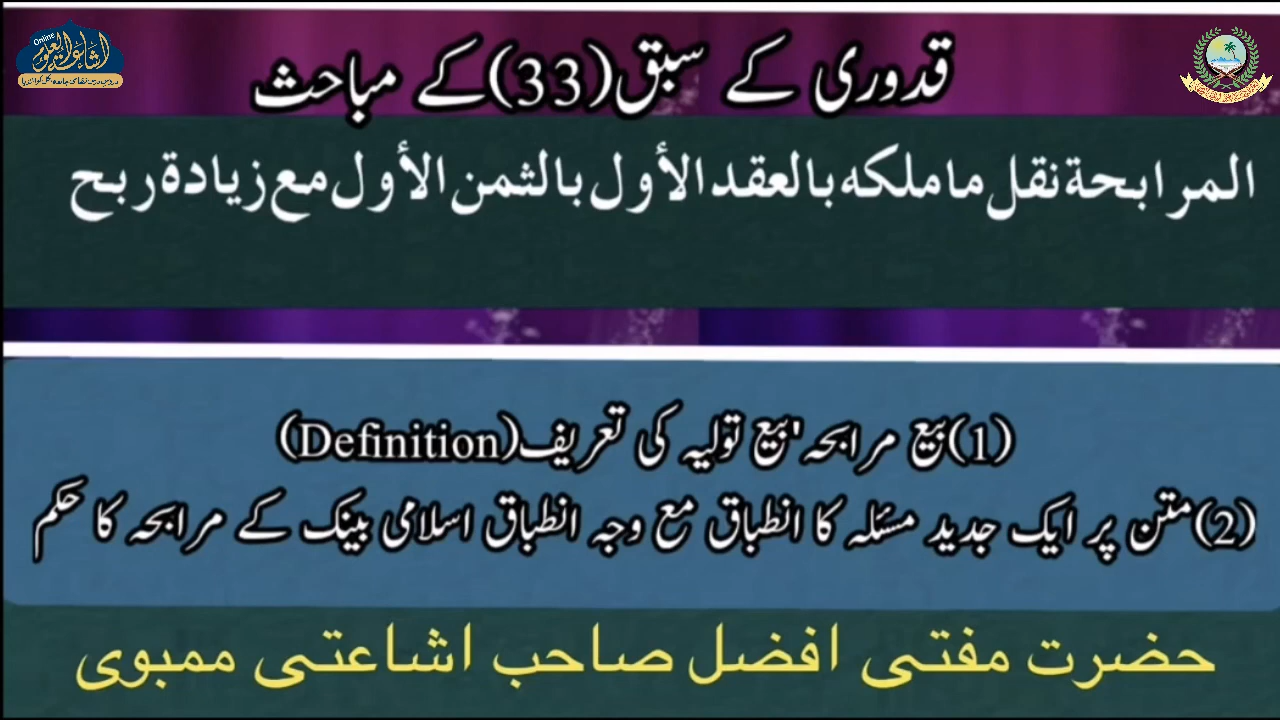 Online
قدوری کے سبق(33)کے مباحث
المرابحة نقل ما ملكه بالعقد الأول بالثمن الأول مع زيادة ربح
(1)بیع مرابحہ'بیع تولیہ کی تعریف(Definition)
(2)متن پر ایک جدید مسئلہ کا انطباق مع وجہ انطباق اسلامی بینک کے مرابحہ کا حکم
حضرت مفتی افضل صاحب اشاعتی ممبوی